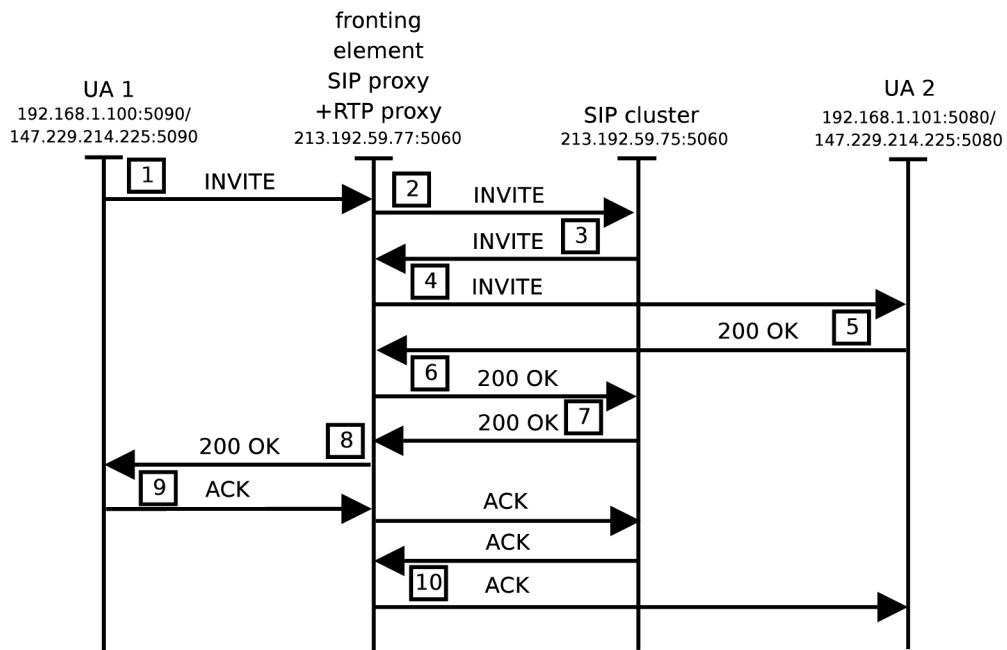 fronting
element
SIP proxy
+RTP proxy
213.192.59.77:5060
UA 1
192.168.1.100:5090/
147.229.214.225:5090
SIP cluster
213.192.59.75:5060
UA 2
192.168.1.101:5080/
147.229.214.225:5080
1 INVITE
2 INVITE
INVITE 3
4 INVITE
200 OK 5
6 200 OK
200 OK 7
200 OK 8
9 ACK
ACK
ACK
10 ACK